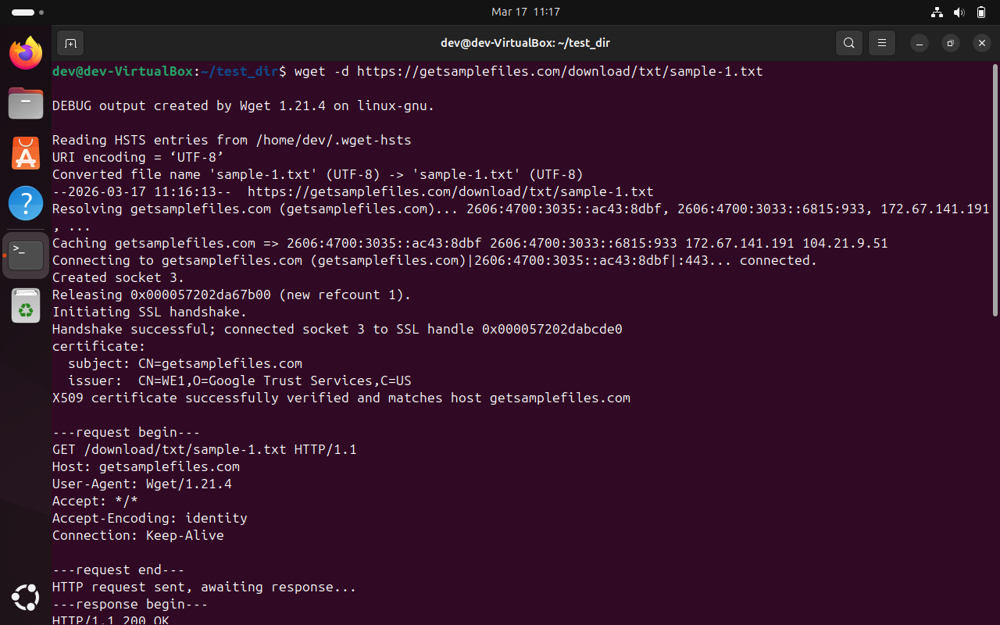 Mar 17 11:17
dev@dev-VirtualBox: ~/test_dir
dev@dev-VirtualBox:~/test_dir$ wget -d https://getsamplefiles.com/download/txt/sample-1.txt
DEBUG output created by Wget 1.21.4 on linux-gnu.
Reading HSTS entries from /home/dev/.wget-hsts
URI encoding = ‘UTF-8’
Converted file name 'sample-1.txt' (UTF-8) -> 'sample-1.txt' (UTF-8)
--2026-03-17 11:16:13--  https://getsamplefiles.com/download/txt/sample-1.txt
Resolving getsamplefiles.com (getsamplefiles.com)... 2606:4700:3035::ac43:8dbf, 2606:4700:3033::6815:933, 172.67.141.191
, ...
Caching getsamplefiles.com => 2606:4700:3035::ac43:8dbf 2606:4700:3033::6815:933 172.67.141.191 104.21.9.51
Connecting to getsamplefiles.com (getsamplefiles.com)|2606:4700:3035::ac43:8dbf|:443... connected.
Created socket 3.
Releasing 0x000057202da67b00 (new refcount 1).
Initiating SSL handshake.
Handshake successful; connected socket 3 to SSL handle 0x000057202dabcde0
certificate:
  subject: CN=getsamplefiles.com
  issuer:  CN=WE1,O=Google Trust Services,C=US
X509 certificate successfully verified and matches host getsamplefiles.com
---request begin---
GET /download/txt/sample-1.txt HTTP/1.1
Host: getsamplefiles.com
User-Agent: Wget/1.21.4
Accept: */*
Accept-Encoding: identity
Connection: Keep-Alive
---request end---
HTTP request sent, awaiting response...
---response begin---
HTTP/1.1 200 OK